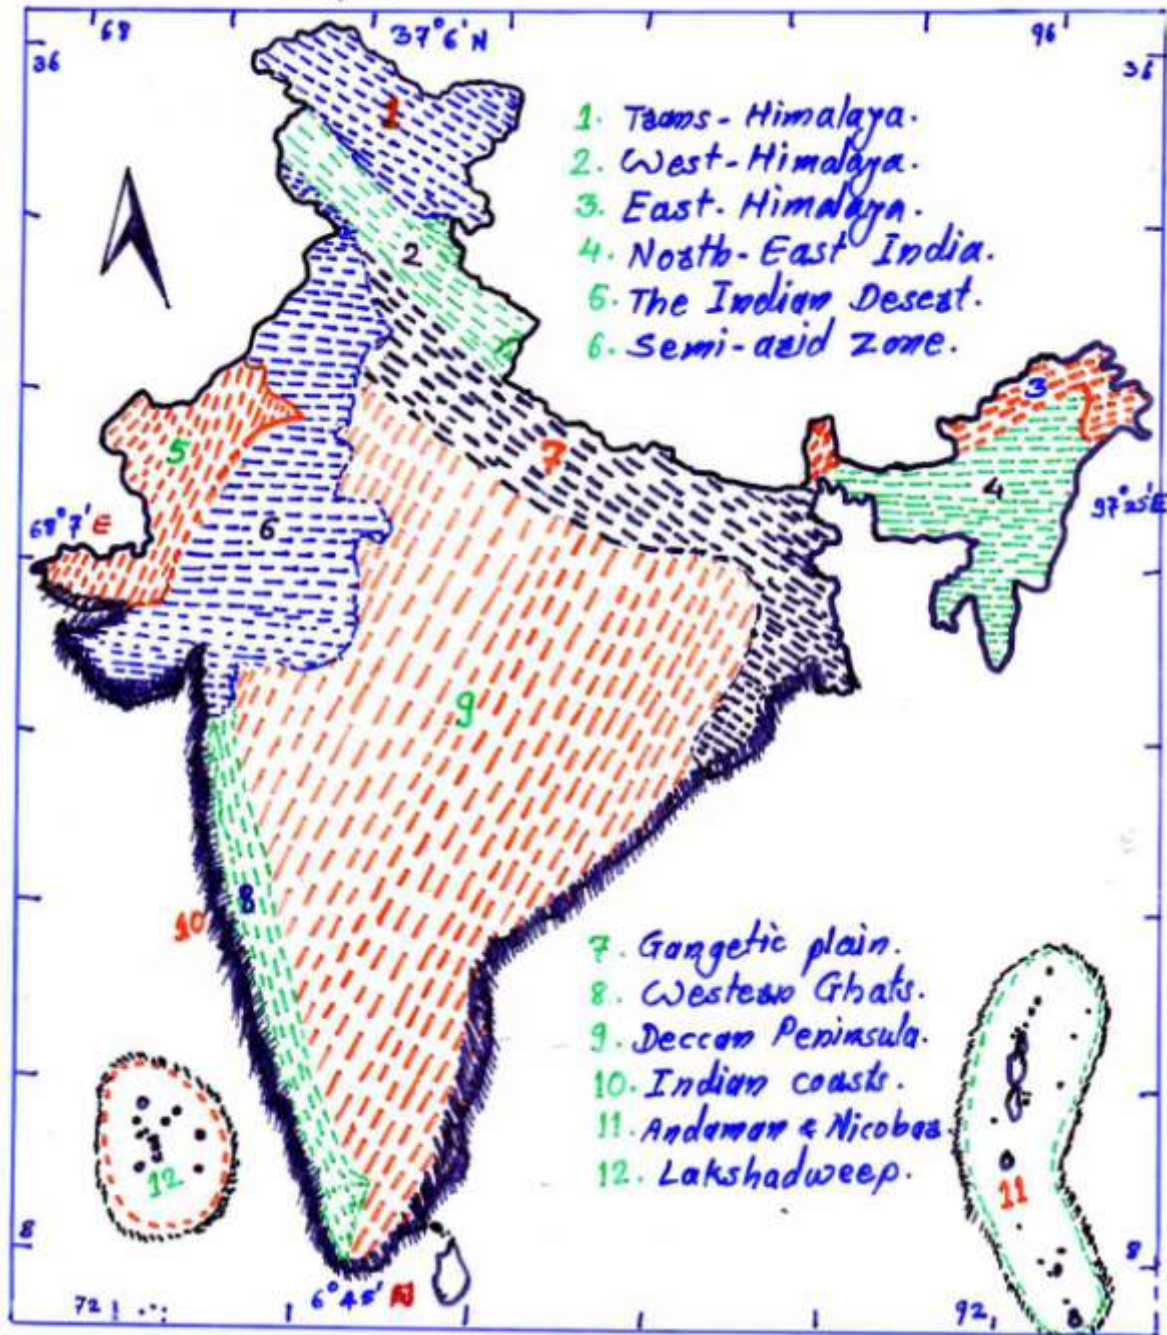 68 37°6'N 96
36 36
1
1. Trans-Himalaya.
2. West-Himalaya.
3. East-Himalaya.
4. North-East India.
5. The Indian Desert.
6. Semi-arid Zone.
2
3
5
7
4
68°7'E
6
97°25'E
9
8
10
7. Gangetic plain.
8. Western Ghats.
9. Deccan Peninsula.
10. Indian coasts.
11. Andaman & Nicobar
12. Lakshadweep.
12
11
8 8
6°45' N
72 92